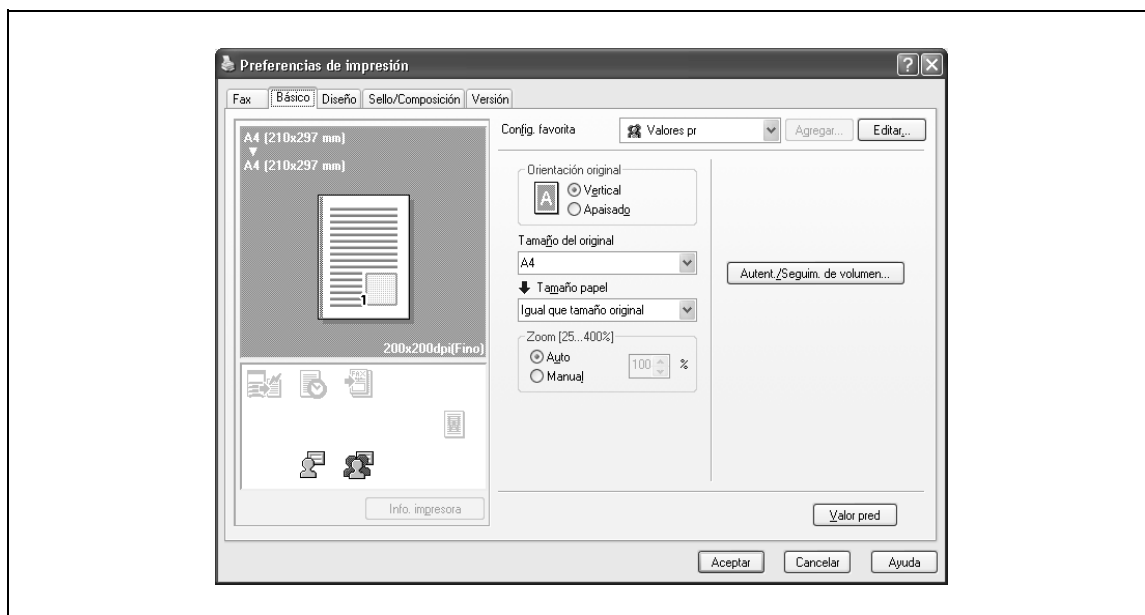 Preferencias de impresión
Fax Básico Diseño Sello/Composición Versión
A4 [210x297 mm]
A4 [210x297 mm]
1
200x200dpi(Fino)
Info. impresora
Config. favorita Valores pr Agregar... Editar...
Orientación original
A
Vertical
Apaisado
Tamaño del original
A4
Tamaño papel
Igual que tamaño original
Zoom [25...400%]
Auto
Manual
100 %
Autent./Seguim. de volumen...
Valor pred
Aceptar Cancelar Ayuda